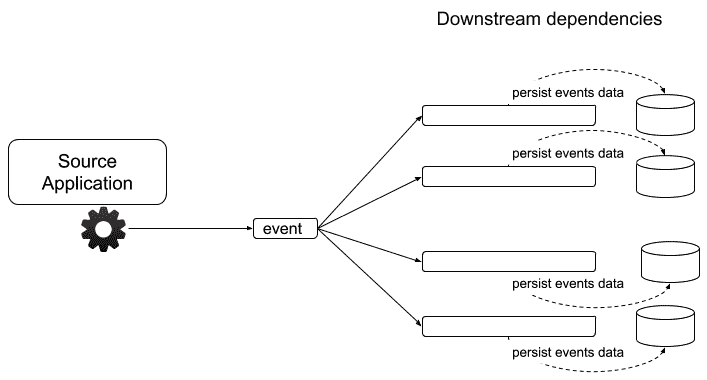 Downstream dependencies
persist events data
persist events data
Source
Application
event
persist events data
persist events data